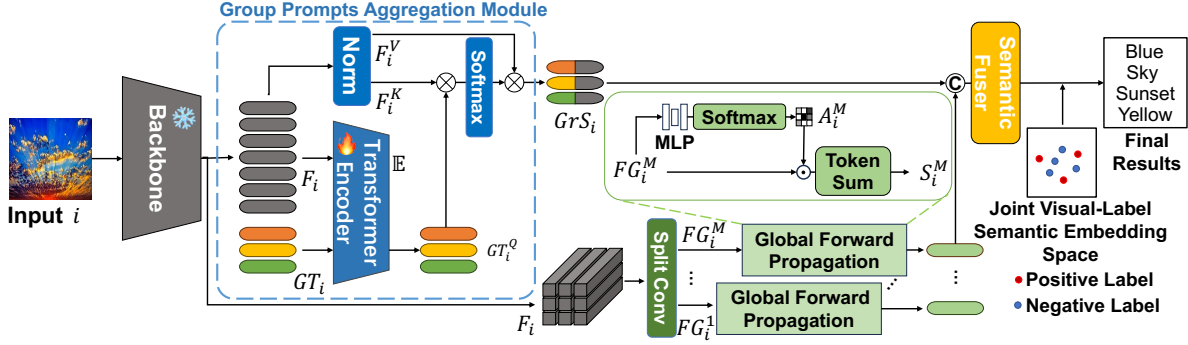 Group Prompts Aggregation Module
Norm
F_i^V
F_i^K
Softmax
GrS_i
Backbone
Input i
F_i
Transformer
Encoder
𝔼
GT_i
GT_i^Q
MLP
Softmax
A_i^M
FG_i^M
Token
Sum
S_i^M
C
Semantic
Fuser
Blue
Sky
Sunset
Yellow
Final
Results
Joint Visual-Label
Semantic Embedding
Space
Positive Label
Negative Label
F_i
Split Conv
FG_i^M
...
FG_i^1
Global Forward
Propagation
...
Global Forward
Propagation
...